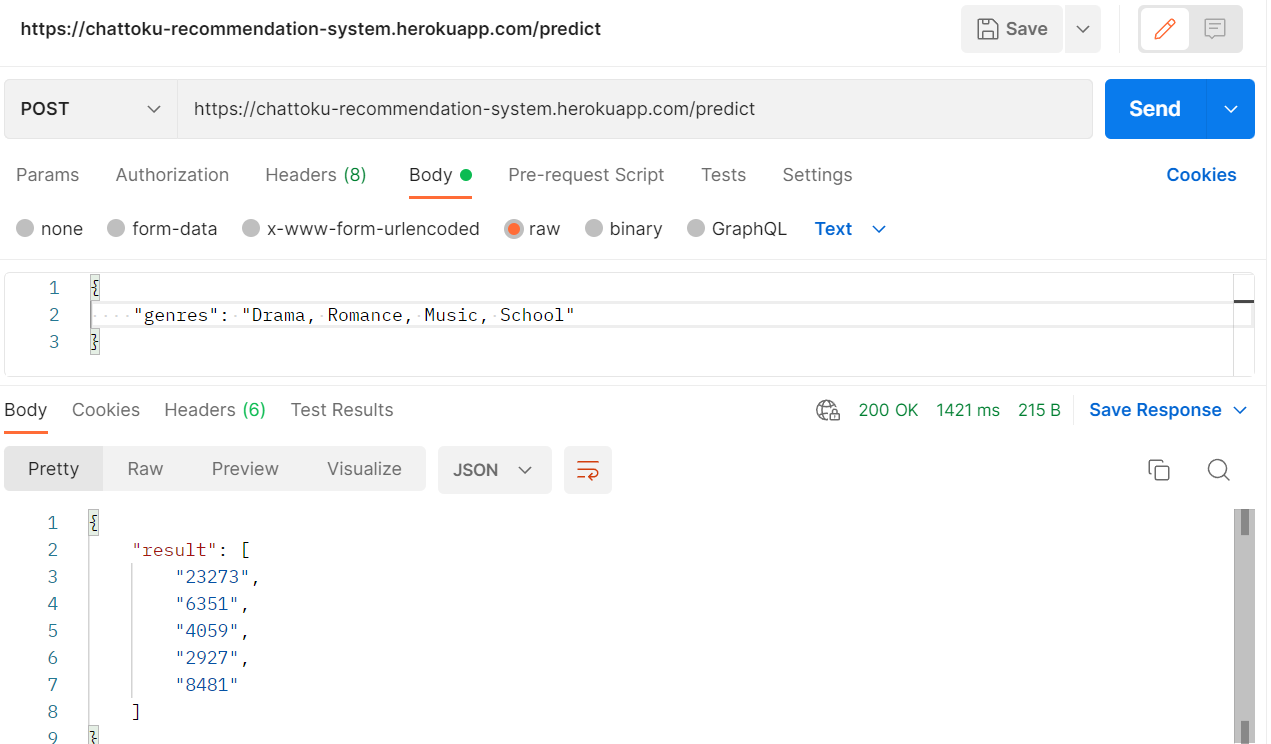 https://chattoku-recommendation-system.herokuapp.com/predict
Save
POST
https://chattoku-recommendation-system.herokuapp.com/predict
Send
Params Authorization Headers (8) Body Pre-request Script Tests Settings Cookies
none form-data x-www-form-urlencoded raw binary GraphQL Text
1 {
2 "genres": "Drama, Romance, Music, School"
3 }
Body Cookies Headers (6) Test Results 200 OK 1421 ms 215 B Save Response
Pretty Raw Preview Visualize JSON
1 {
2 "result": [
3 "23273",
4 "6351",
5 "4059",
6 "2927",
7 "8481"
8 ]
9 }